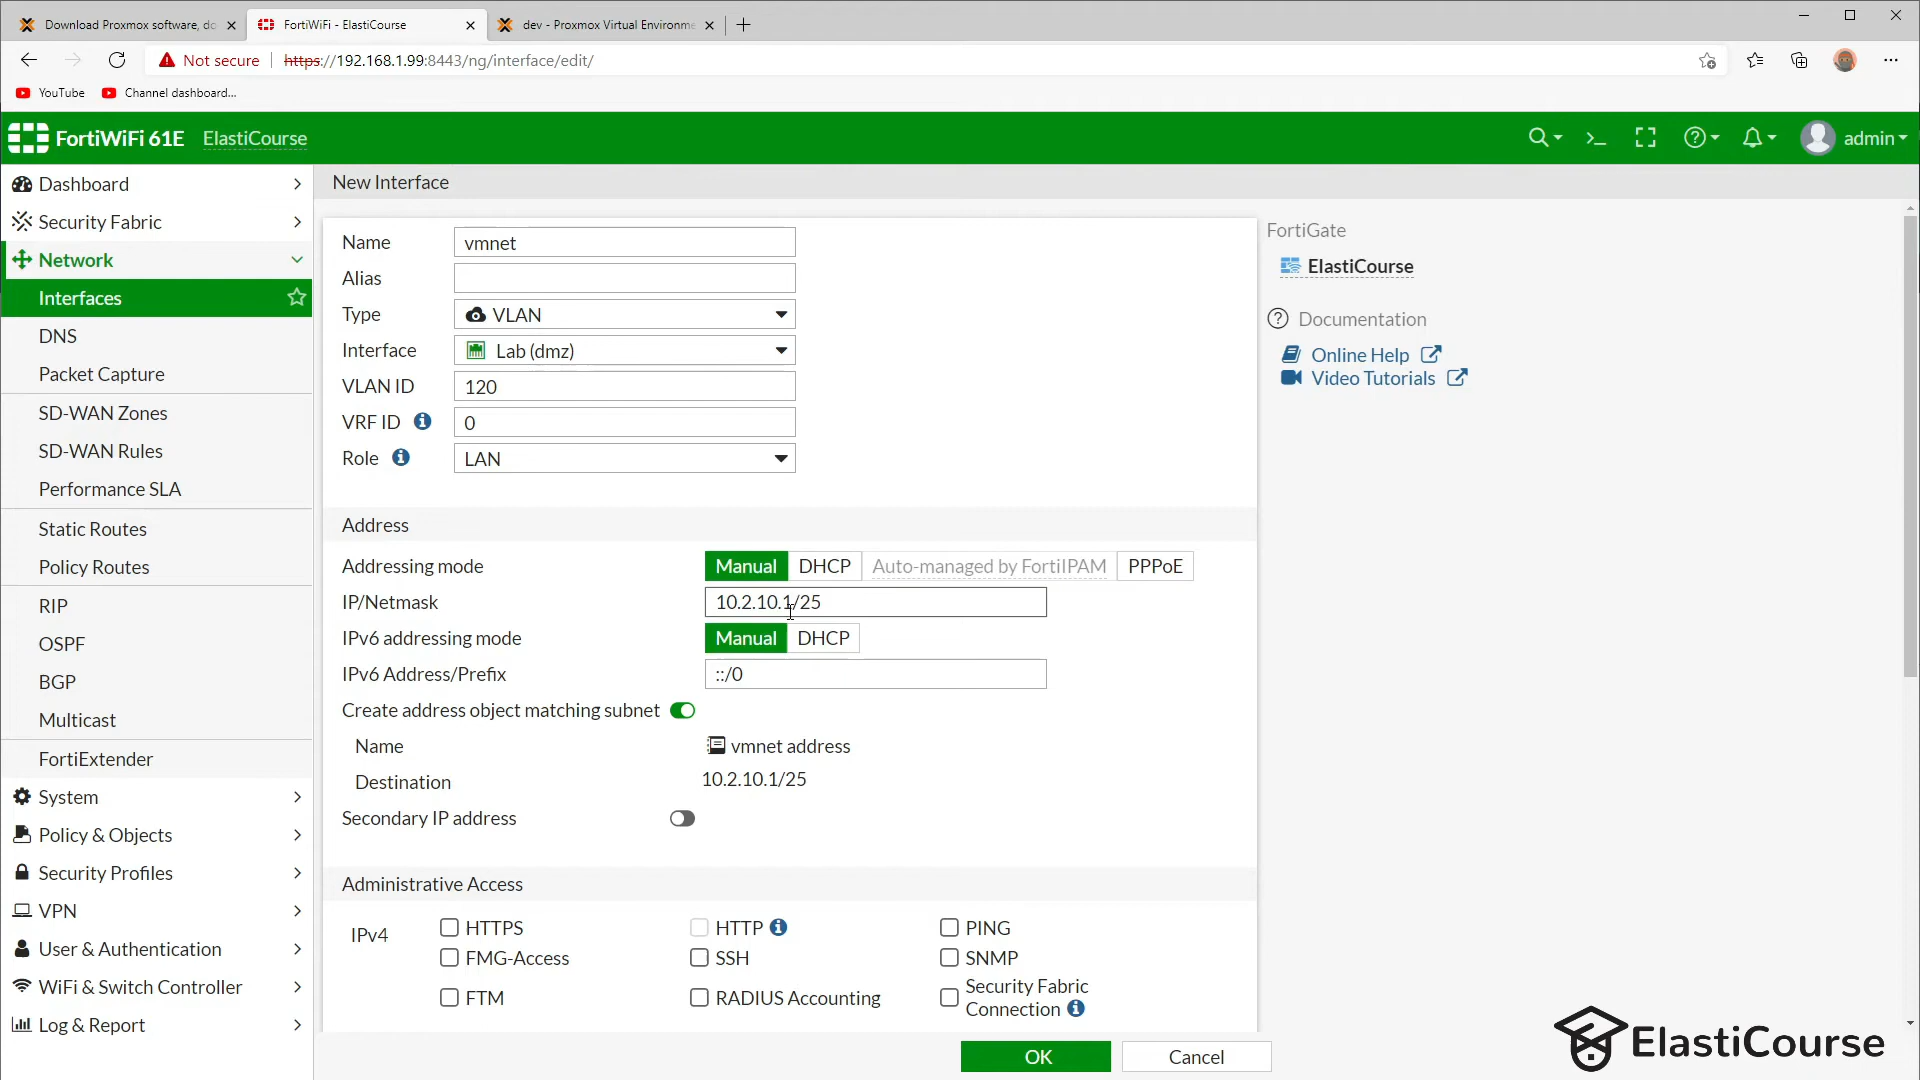 Download Proxmox software, do
FortiWiFi - ElastiCourse
dev - Proxmox Virtual Environme
Not secure
https://192.168.1.99:8443/ng/interface/edit/
YouTube
Channel dashboard...
FortiWiFi 61E ElastiCourse
>_
admin
Dashboard
Security Fabric
Network
Interfaces
DNS
Packet Capture
SD-WAN Zones
SD-WAN Rules
Performance SLA
Static Routes
Policy Routes
RIP
OSPF
BGP
Multicast
FortiExtender
System
Policy & Objects
Security Profiles
VPN
User & Authentication
WiFi & Switch Controller
Log & Report
New Interface
Name vmnet
Alias
Type VLAN
Interface Lab (dmz)
VLAN ID 120
VRF ID 0
Role LAN
Address
Addressing mode Manual DHCP Auto-managed by FortiIPAM PPPoE
IP/Netmask 10.2.10.1/25
IPv6 addressing mode Manual DHCP
IPv6 Address/Prefix ::/0
Create address object matching subnet
Name vmnet address
Destination 10.2.10.1/25
Secondary IP address
Administrative Access
IPv4 HTTPS HTTP PING
FMG-Access SSH SNMP
FTM RADIUS Accounting Security Fabric
Connection
OK Cancel
FortiGate
ElastiCourse
Documentation
Online Help
Video Tutorials
ElastiCourse